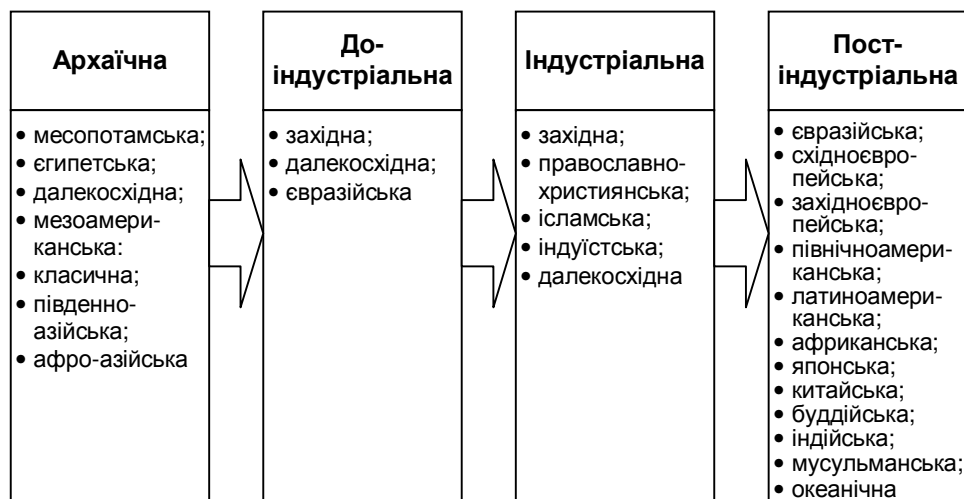 Архаїчна
• месопотамська;
• єгипетська;
• далекосхідна;
• мезоамери-
канська:
• класична;
• південно-
азійська;
• афро-азійська
До-
індустріальна
• західна;
• далекосхідна;
• євразійська
Індустріальна
• західна;
• православно-
християнська;
• ісламська;
• індуїстська;
• далекосхідна
Пост-
індустріальна
• євразійська;
• східноєвро-
пейська;
• західноєвро-
пейська;
• північноамери-
канська;
• латиноамери-
канська;
• африканська;
• японська;
• китайська;
• буддійська;
• індійська;
• мусульманська;
• океанічна